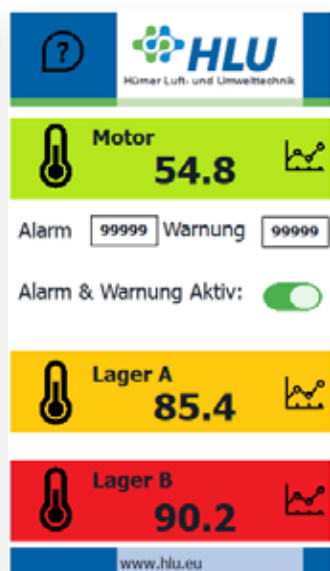 ?
HLU
Hürner Luft- und Umwelttechnik
Motor
54.8
Alarm 99999 Warnung 99999
Alarm & Warnung Aktiv:
Lager A
85.4
Lager B
90.2
www.hlu.eu